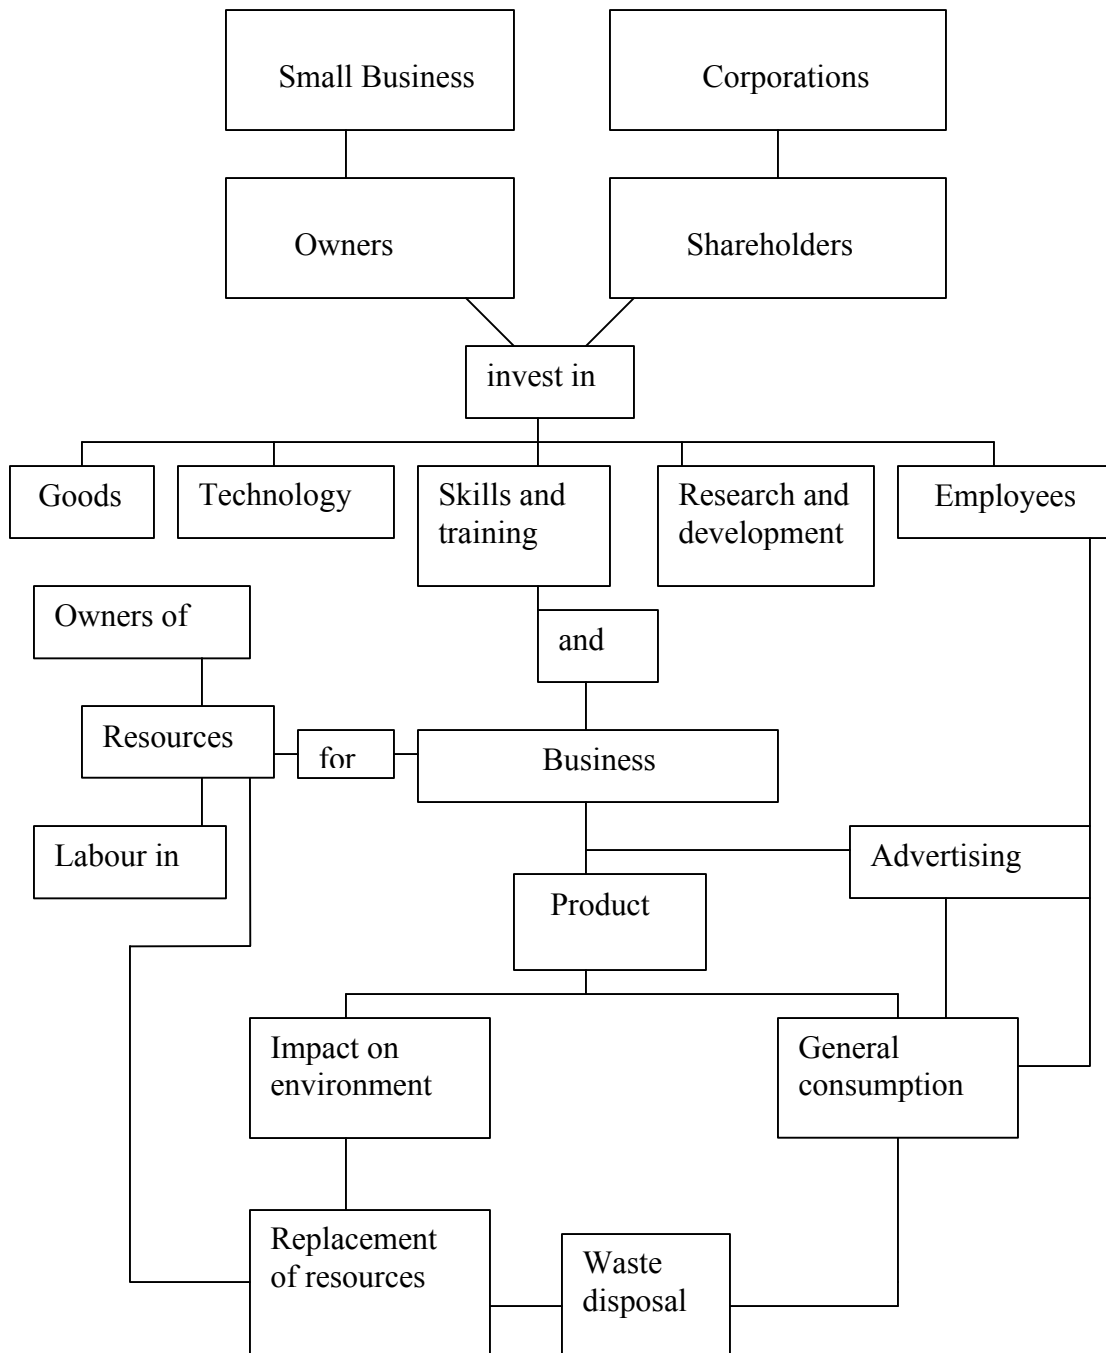 Small Business
Corporations
Owners
Shareholders
invest in
Goods
Technology
Skills and
training
Research and
development
Employees
Owners of
and
Resources
for
Business
Labour in
Advertising
Product
Impact on
environment
General
consumption
Replacement
of resources
Waste
disposal